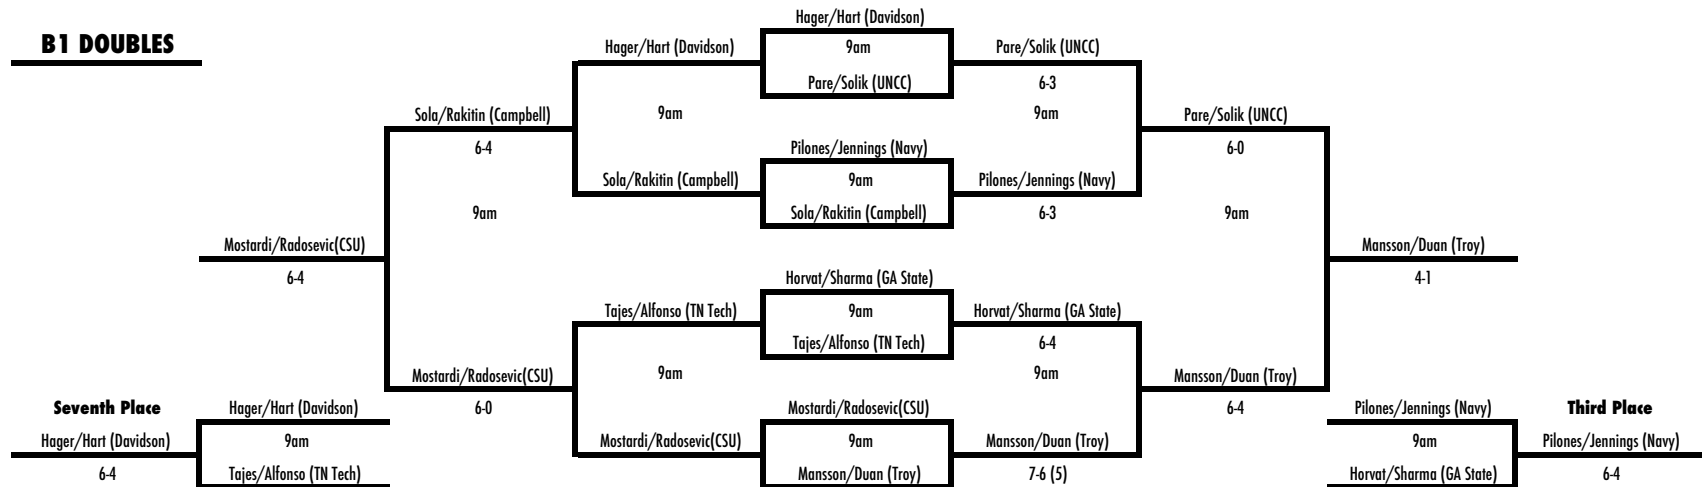 B1 DOUBLES
Hager/Hart (Davidson)
9am
Pare/Solik (UNCC)
Hager/Hart (Davidson)
Pare/Solik (UNCC)
6-3
9am
9am
Sola/Rakitin (Campbell)
6-4
Pare/Solik (UNCC)
6-0
Pilones/Jennings (Navy)
9am
Sola/Rakitin (Campbell)
Sola/Rakitin (Campbell)
Pilones/Jennings (Navy)
6-3
9am
9am
Mostardi/Radosevic(CSU)
6-4
Mansson/Duan (Troy)
4-1
Horvat/Sharma (GA State)
9am
Tajes/Alfonso (TN Tech)
Tajes/Alfonso (TN Tech)
Horvat/Sharma (GA State)
6-4
9am
9am
Mostardi/Radosevic(CSU)
6-0
Mansson/Duan (Troy)
6-4
Mostardi/Radosevic(CSU)
9am
Mansson/Duan (Troy)
Mostardi/Radosevic(CSU)
Mansson/Duan (Troy)
7-6 (5)
Seventh Place
Hager/Hart (Davidson)
6-4
Hager/Hart (Davidson)
9am
Tajes/Alfonso (TN Tech)
Pilones/Jennings (Navy)
9am
Horvat/Sharma (GA State)
Third Place
Pilones/Jennings (Navy)
6-4